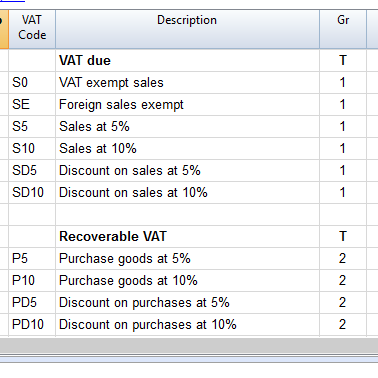 VAT Code Description Gr
VAT due T
S0 VAT exempt sales 1
SE Foreign sales exempt 1
S5 Sales at 5% 1
S10 Sales at 10% 1
SD5 Discount on sales at 5% 1
SD10 Discount on sales at 10% 1
Recoverable VAT T
P5 Purchase goods at 5% 2
P10 Purchase goods at 10% 2
PD5 Discount on purchases at 5% 2
PD10 Discount on purchases at 10% 2